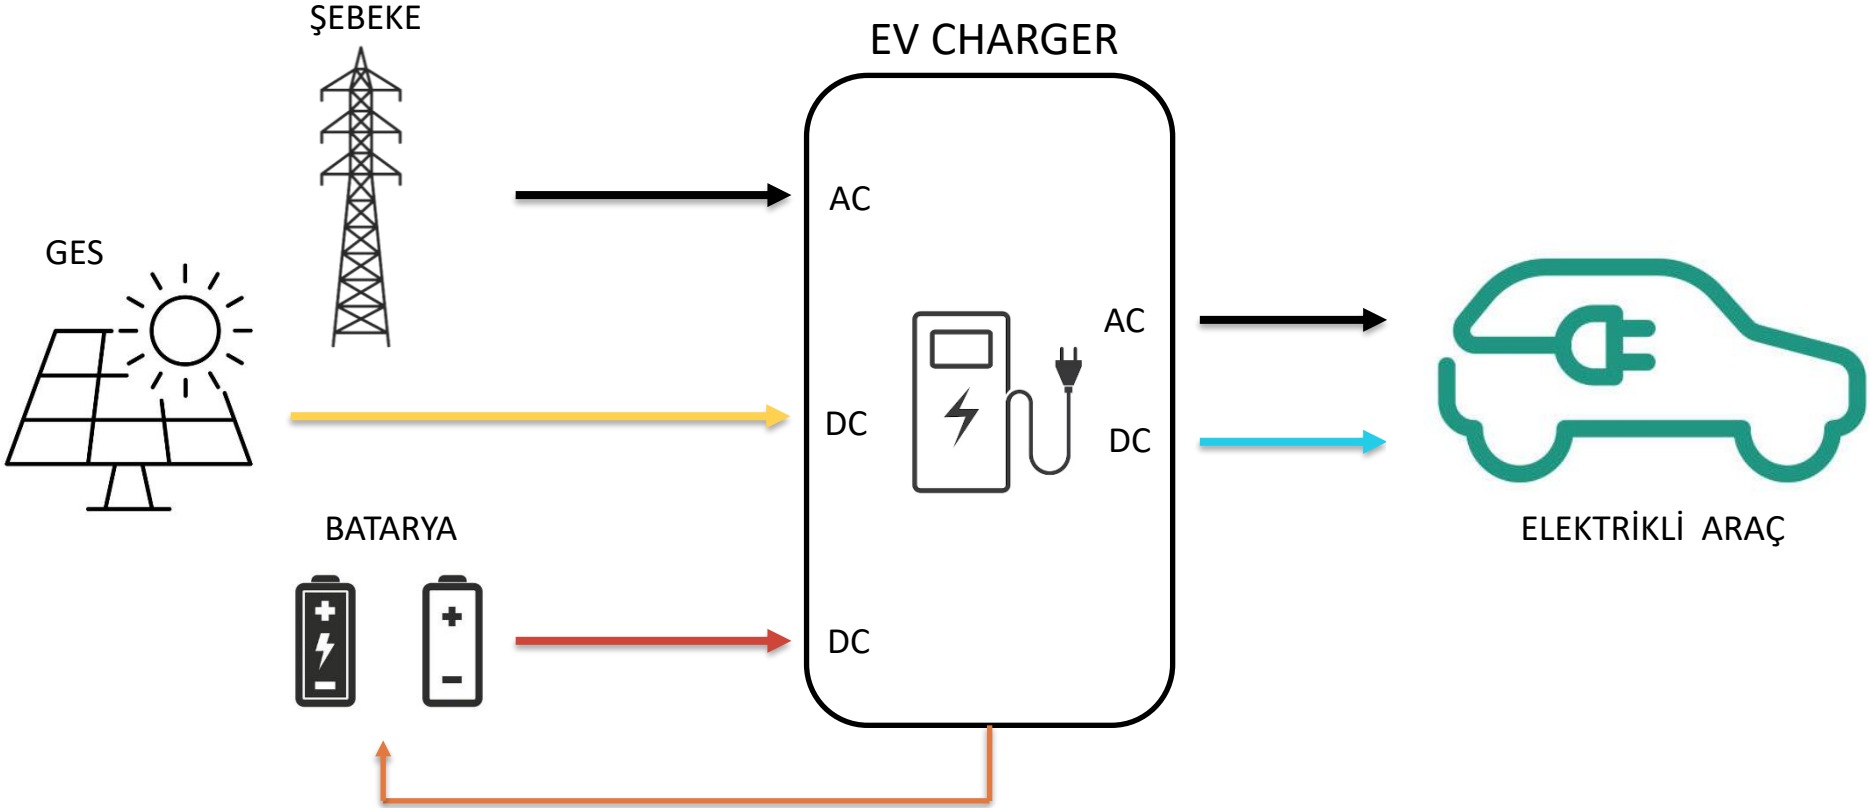 ŞEBEKE
EV CHARGER
AC
GES
AC
DC
DC
BATARYA
ELEKTRİKLİ ARAÇ
DC